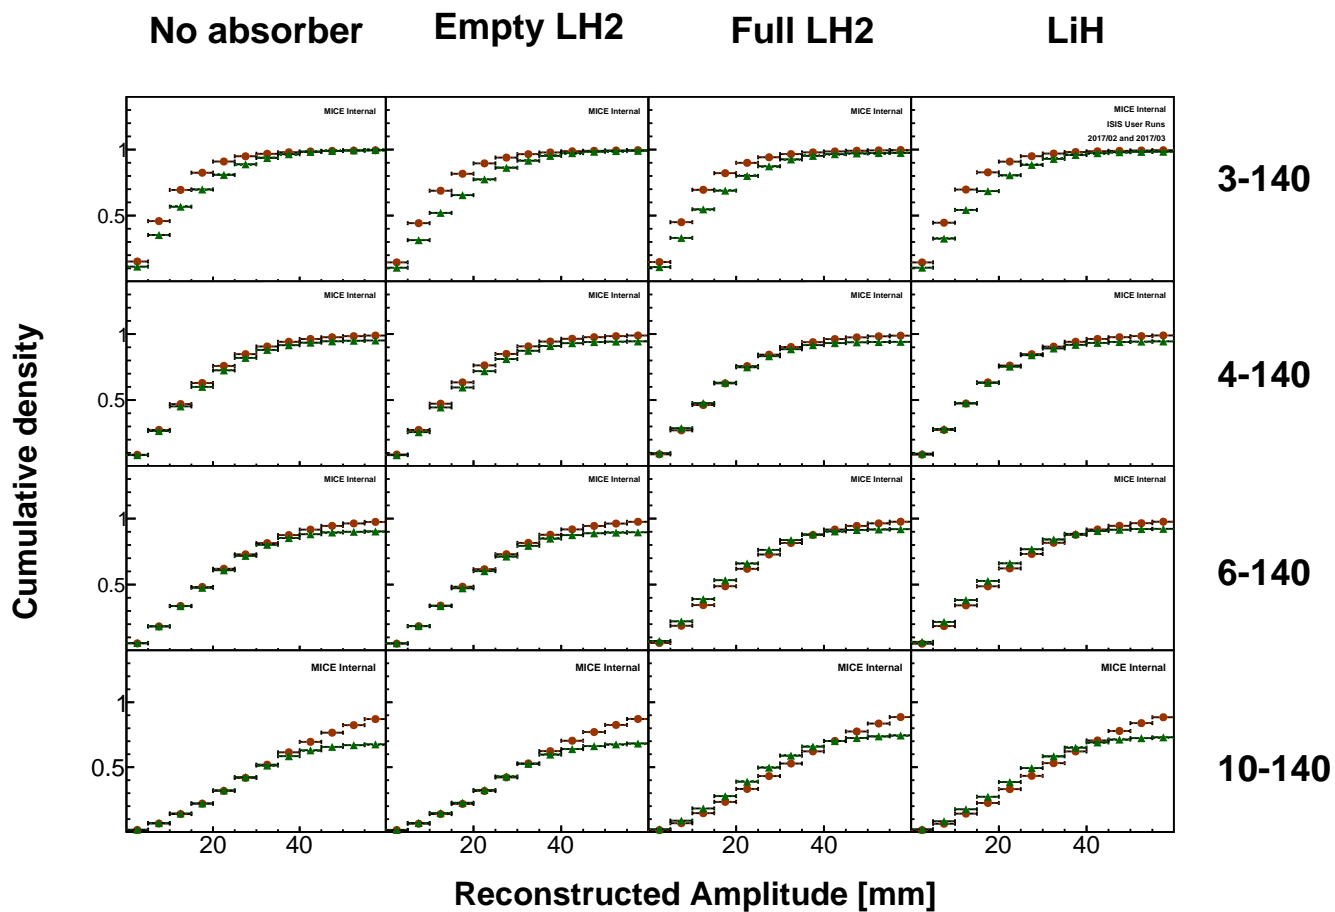 No absorber Empty LH2 Full LH2 LiH
MICE Internal MICE Internal MICE Internal MICE Internal
ISIS User Runs
2017/02 and 2017/03
1
0.5
3-140
MICE Internal MICE Internal MICE Internal MICE Internal
1
0.5
4-140
MICE Internal MICE Internal MICE Internal MICE Internal
1
0.5
6-140
MICE Internal MICE Internal MICE Internal MICE Internal
1
0.5
10-140
20 40 20 40 20 40 20 40
Cumulative density
Reconstructed Amplitude [mm]